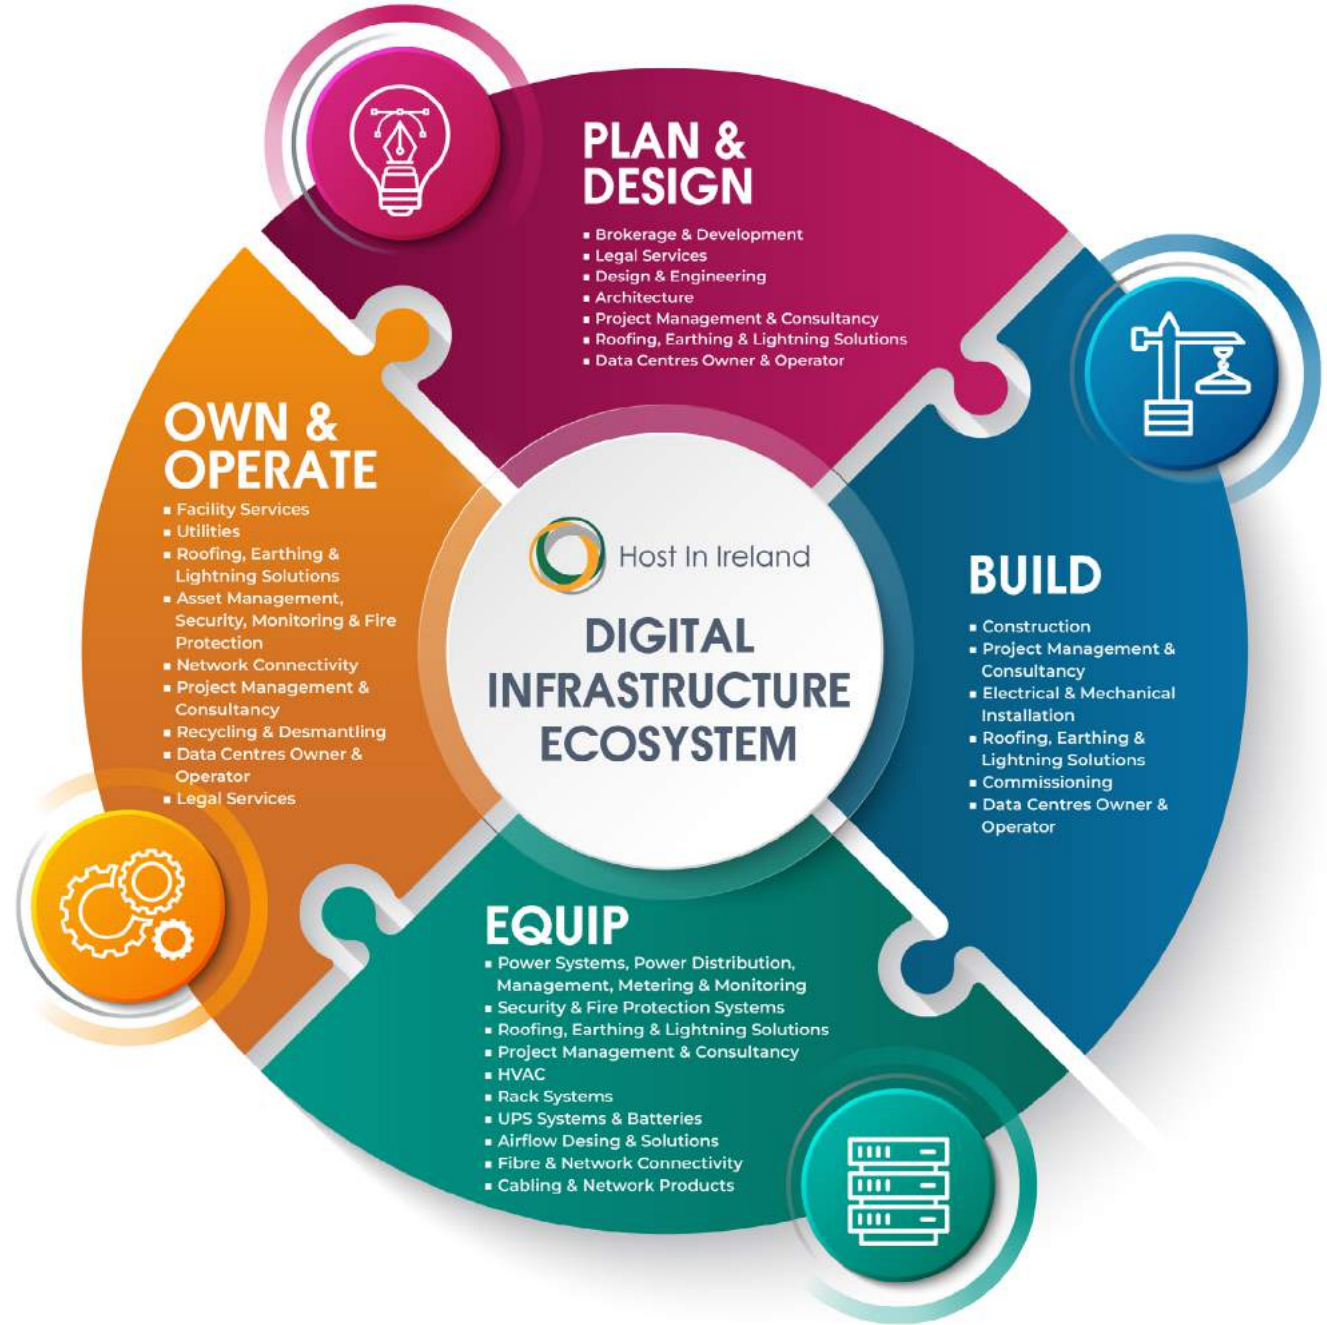 PLAN &
DESIGN
▪ Brokerage & Development
▪ Legal Services
▪ Design & Engineering
▪ Architecture
▪ Project Management & Consultancy
▪ Roofing, Earthing & Lightning Solutions
▪ Data Centres Owner & Operator
BUILD
▪ Construction
▪ Project Management &
Consultancy
▪ Electrical & Mechanical
Installation
▪ Roofing, Earthing &
Lightning Solutions
▪ Commissioning
▪ Data Centres Owner &
Operator
EQUIP
▪ Power Systems, Power Distribution,
Management, Metering & Monitoring
▪ Security & Fire Protection Systems
▪ Roofing, Earthing & Lightning Solutions
▪ Project Management & Consultancy
▪ HVAC
▪ Rack Systems
▪ UPS Systems & Batteries
▪ Airflow Desing & Solutions
▪ Fibre & Network Connectivity
▪ Cabling & Network Products
OWN &
OPERATE
▪ Facility Services
▪ Utilities
▪ Roofing, Earthing &
Lightning Solutions
▪ Asset Management,
Security, Monitoring & Fire
Protection
▪ Network Connectivity
▪ Project Management &
Consultancy
▪ Recycling & Desmantling
▪ Data Centres Owner &
Operator
▪ Legal Services
Host In Ireland
DIGITAL
INFRASTRUCTURE
ECOSYSTEM